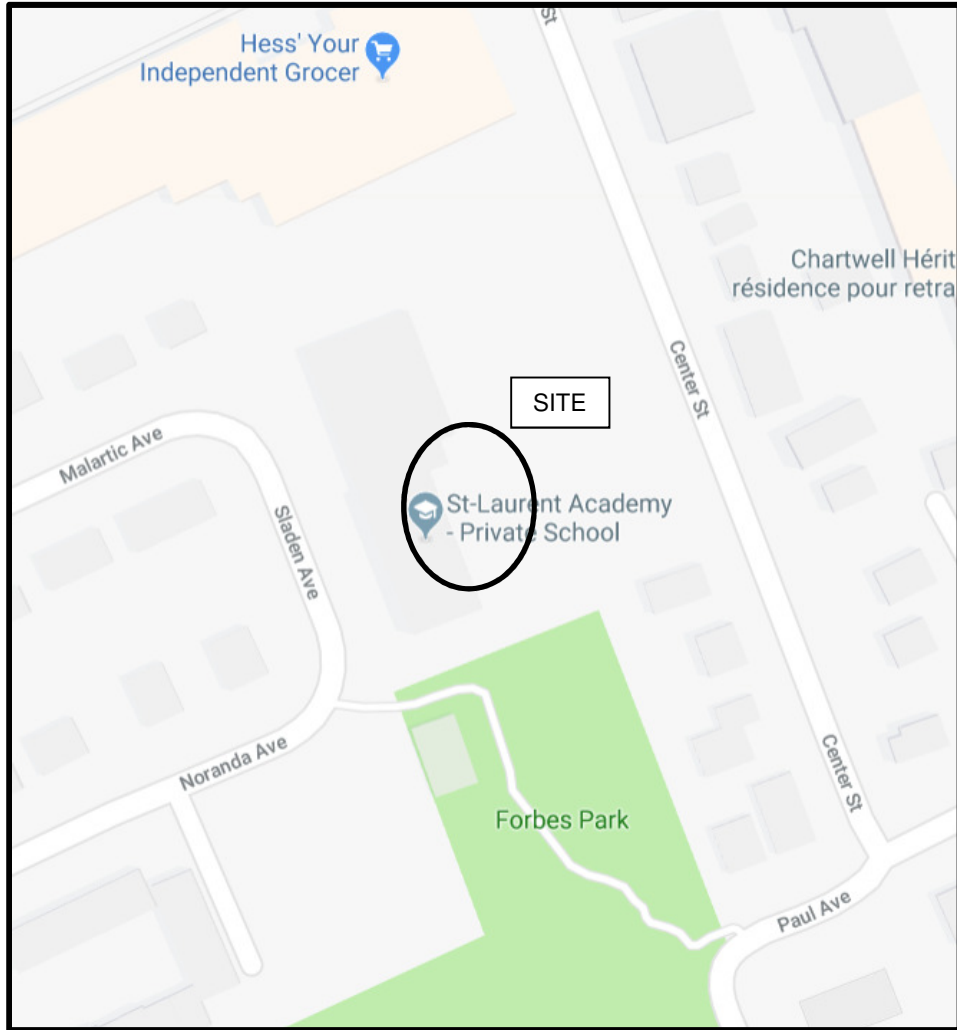 St
Hess' Your
Independent Grocer
Chartwell Hérit
résidence pour retra
Center St
SITE
Malartic Ave
St-Laurent Academy
- Private School
Sladen Ave
Noranda Ave
Center St
Forbes Park
Paul Ave